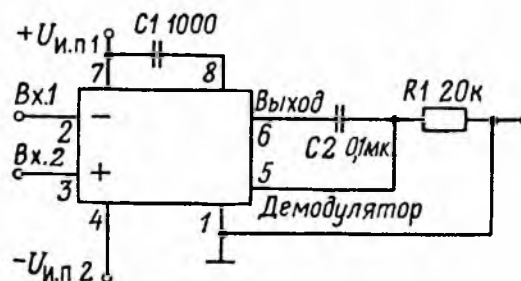 +Uи.п1
C1 1000
7
8
Вх.1
2
−
Выход
6
C2 0,1мк
R1 20к
Вх.2
3
+
5
Демодулятор
4
1
−Uи.п2